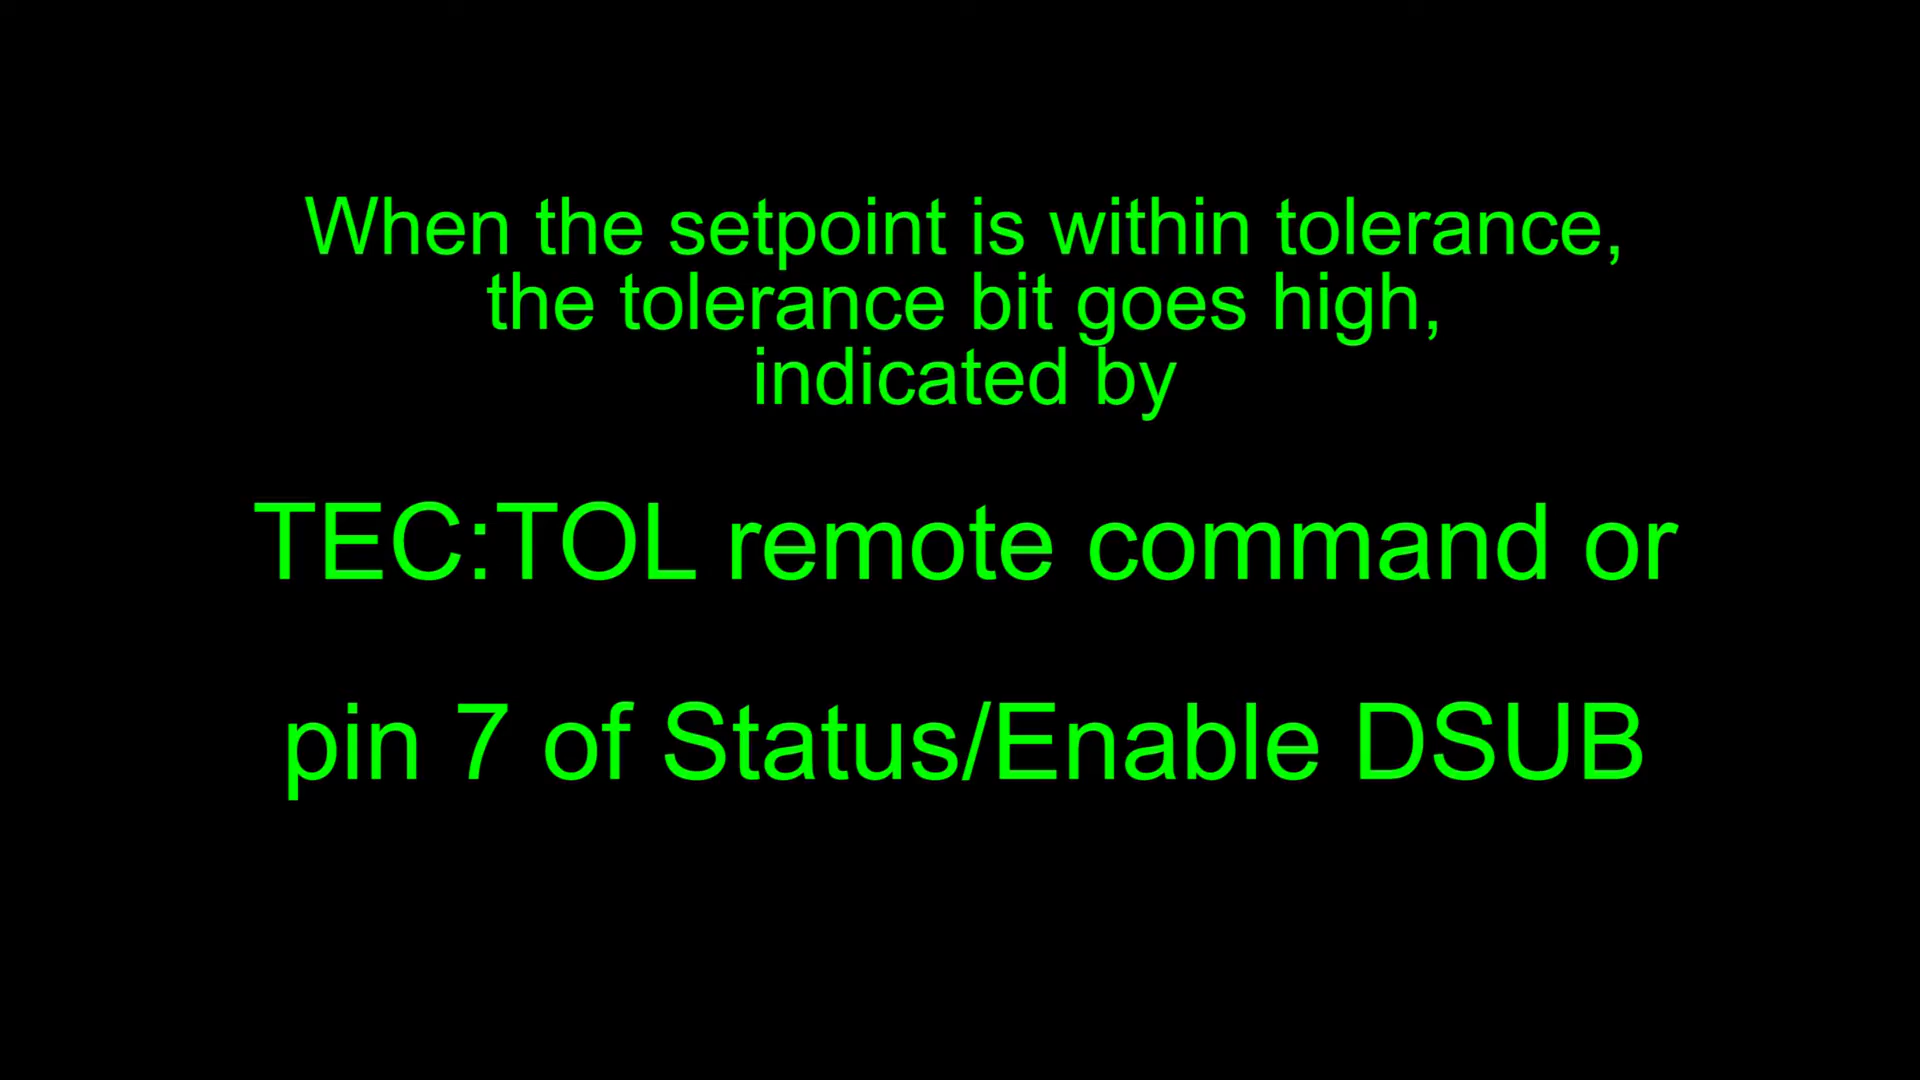 When the setpoint is within tolerance,
the tolerance bit goes high,
indicated by
TEC:TOL remote command or
pin 7 of Status/Enable DSUB